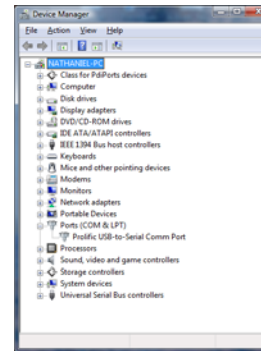 Device Manager
File Action View Help
NATHANIEL-PC
Class for PdiPorts devices
Computer
Disk drives
Display adapters
DVD/CD-ROM drives
IDE ATA/ATAPI controllers
IEEE 1394 Bus host controllers
Keyboards
Mice and other pointing devices
Modems
Monitors
Network adapters
Portable Devices
Ports (COM & LPT)
Prolific USB-to-Serial Comm Port
Processors
Sound, video and game controllers
Storage controllers
System devices
Universal Serial Bus controllers